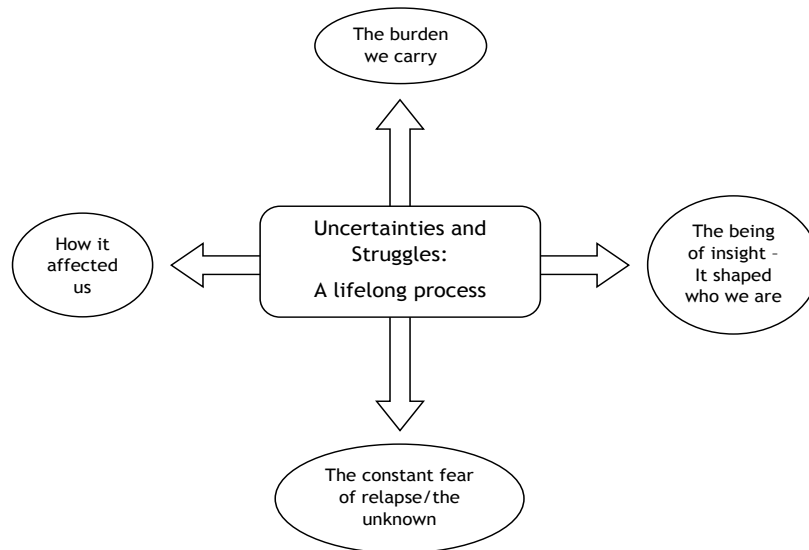 The burden
we carry
Uncertainties and
Struggles:
A lifelong process
How it
affected
us
The being
of insight –
It shaped
who we are
The constant fear
of relapse/the
unknown